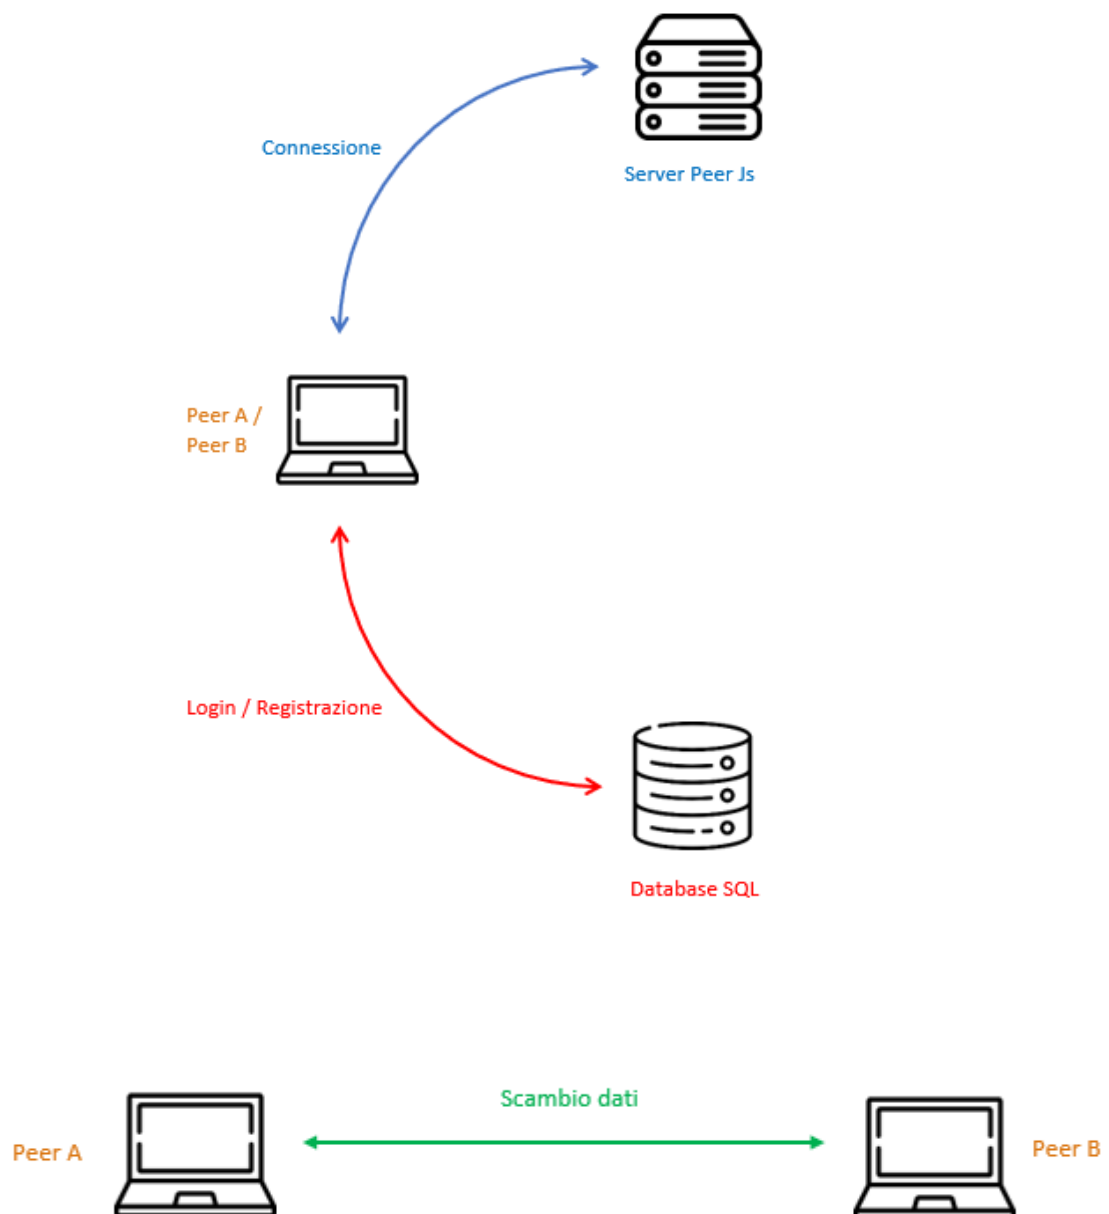 Connessione
Server Peer Js
Peer A /
Peer B
Login / Registrazione
Database SQL
Scambio dati
Peer A
Peer B